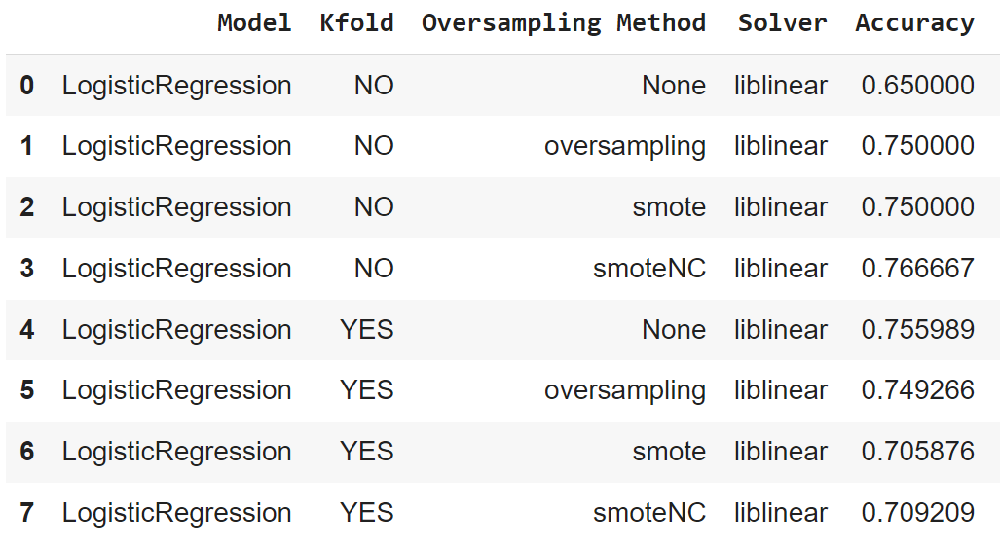 Model Kfold Oversampling Method Solver Accuracy
0 LogisticRegression NO None liblinear 0.650000
1 LogisticRegression NO oversampling liblinear 0.750000
2 LogisticRegression NO smote liblinear 0.750000
3 LogisticRegression NO smoteNC liblinear 0.766667
4 LogisticRegression YES None liblinear 0.755989
5 LogisticRegression YES oversampling liblinear 0.749266
6 LogisticRegression YES smote liblinear 0.705876
7 LogisticRegression YES smoteNC liblinear 0.709209